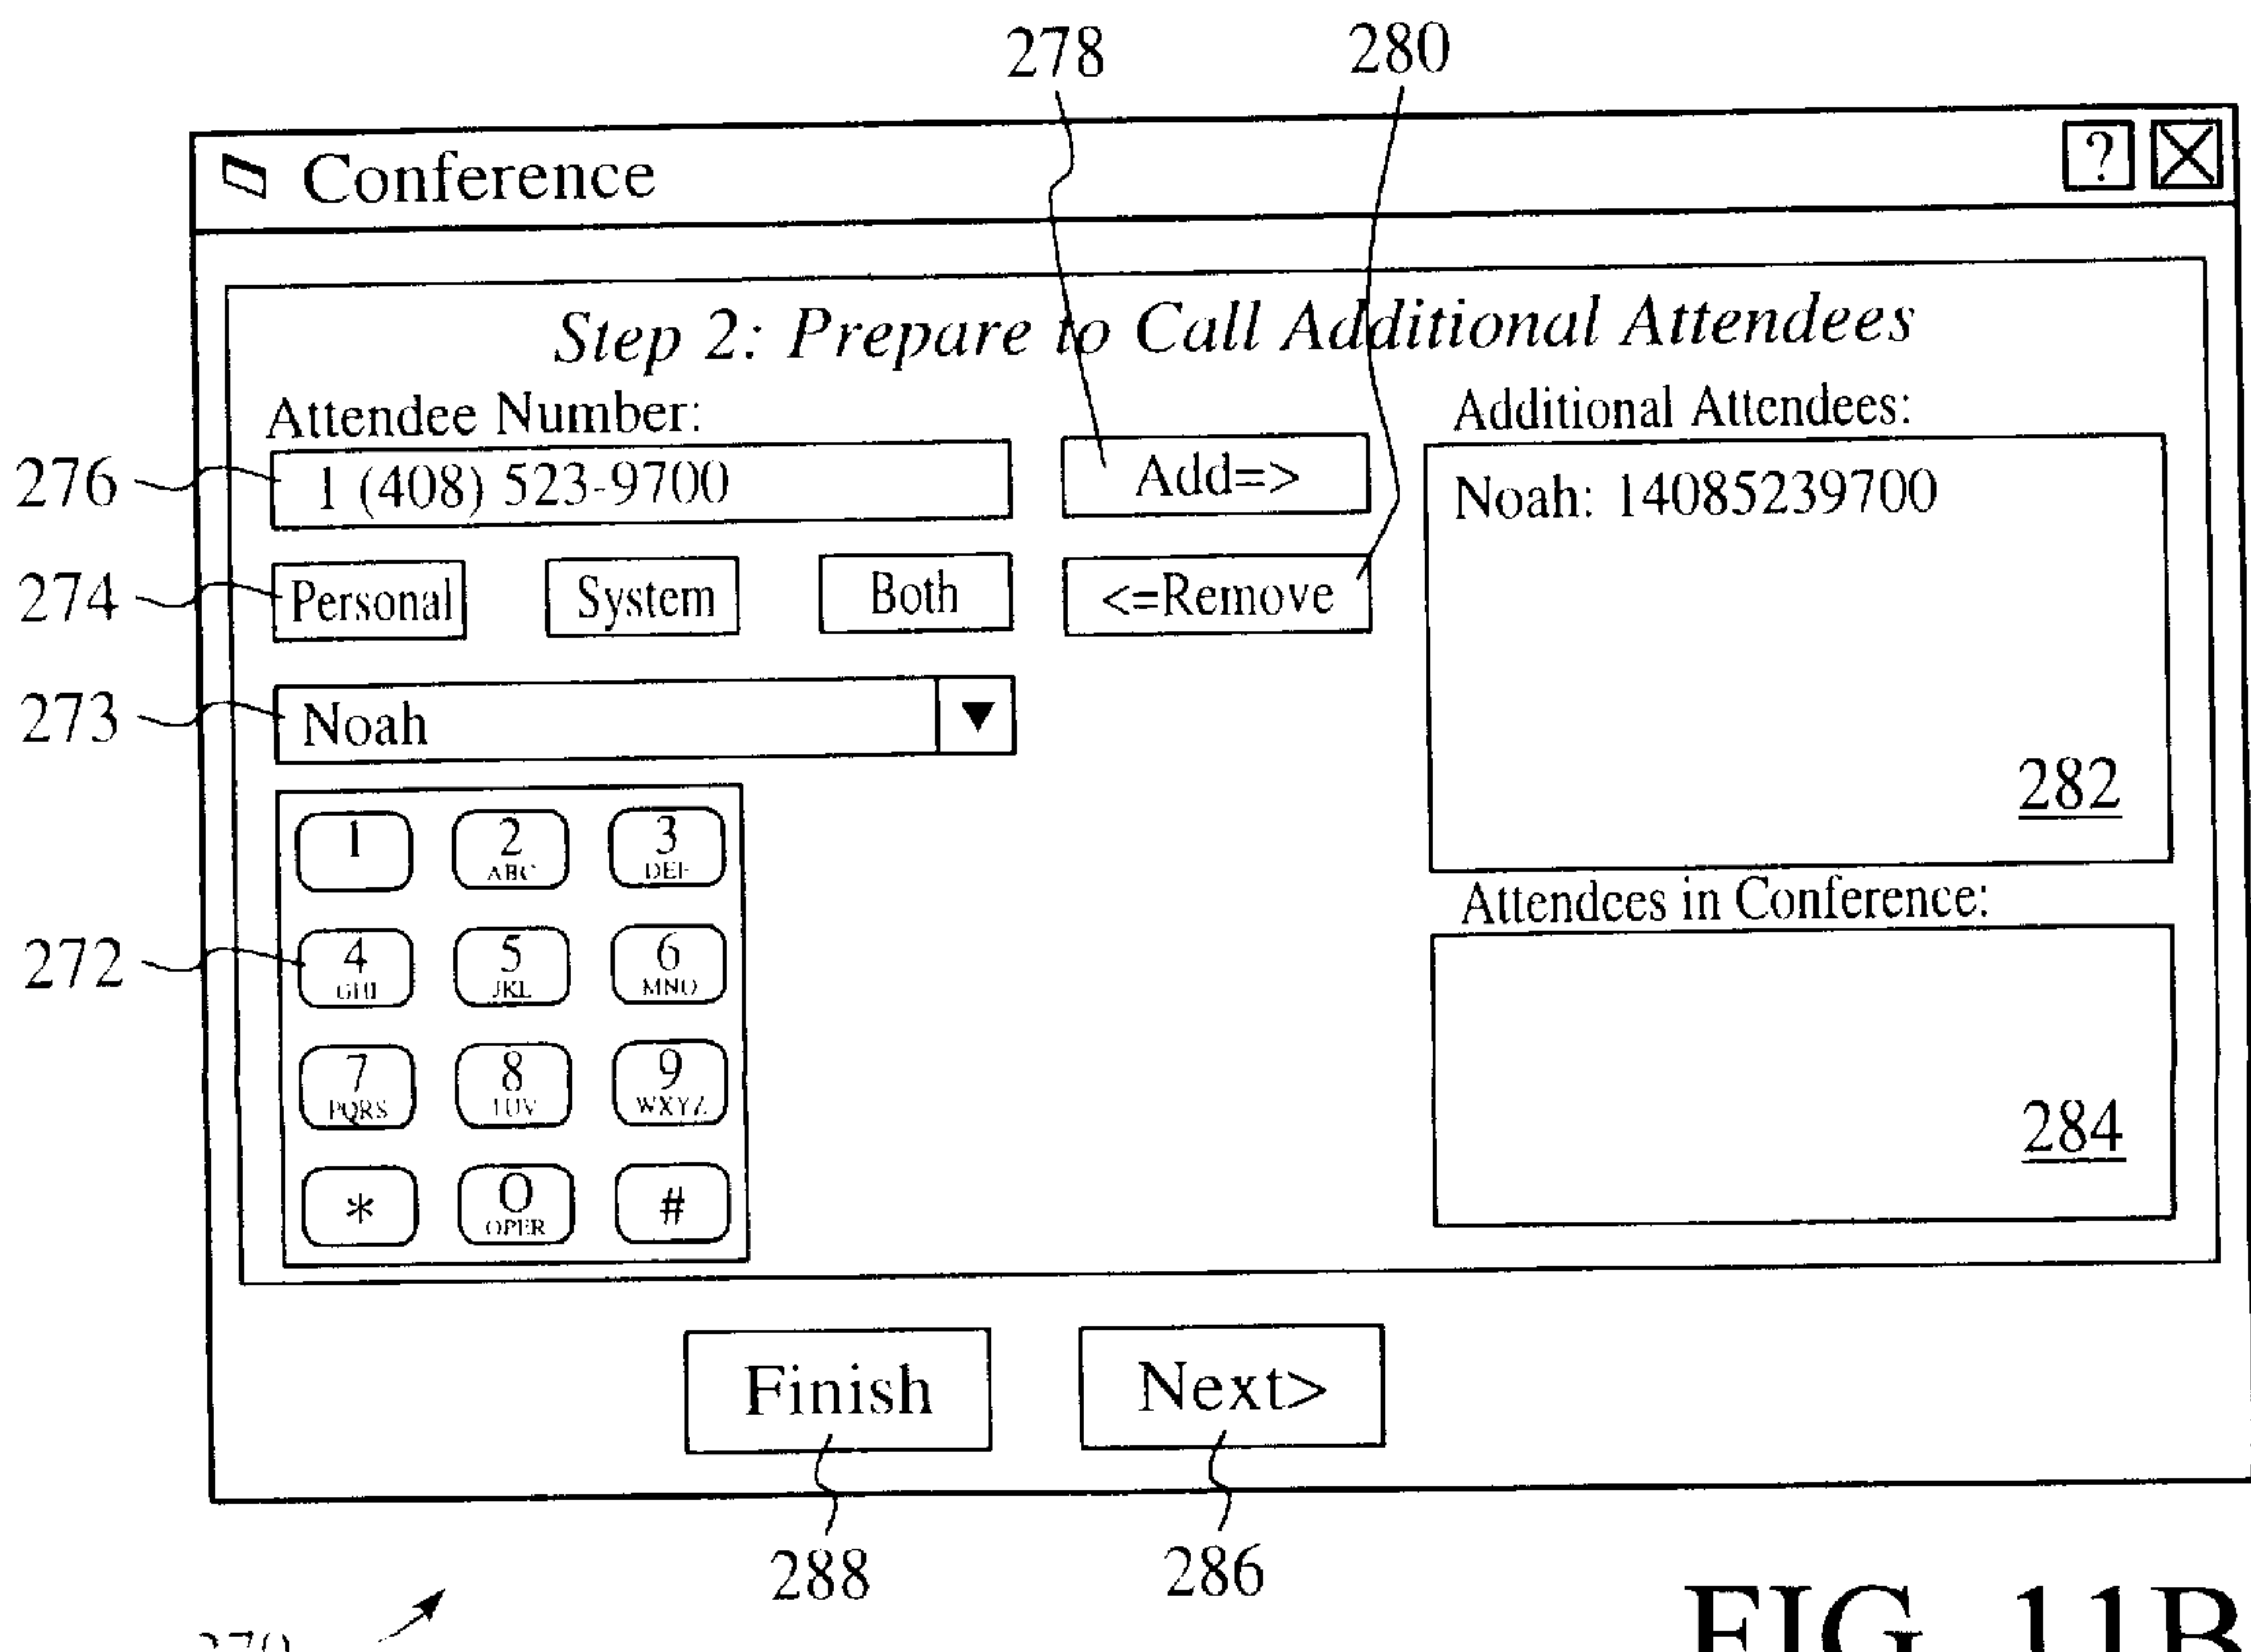 278 280
? X
Conference
Step 2: Prepare to Call Additional Attendees
Attendee Number:
Additional Attendees:
276 1 (408) 523-9700 Add=>
Noah: 14085239700
274 Personal System Both <=Remove
273 Noah
282
1 2 ABC 3 DEF
Attendees in Conference:
272 4 GHI 5 JKL 6 MNO
7 PQRS 8 TUV 9 WXYZ
284
* 0 OPER #
Finish Next>
288 286
FIG. 11B
270